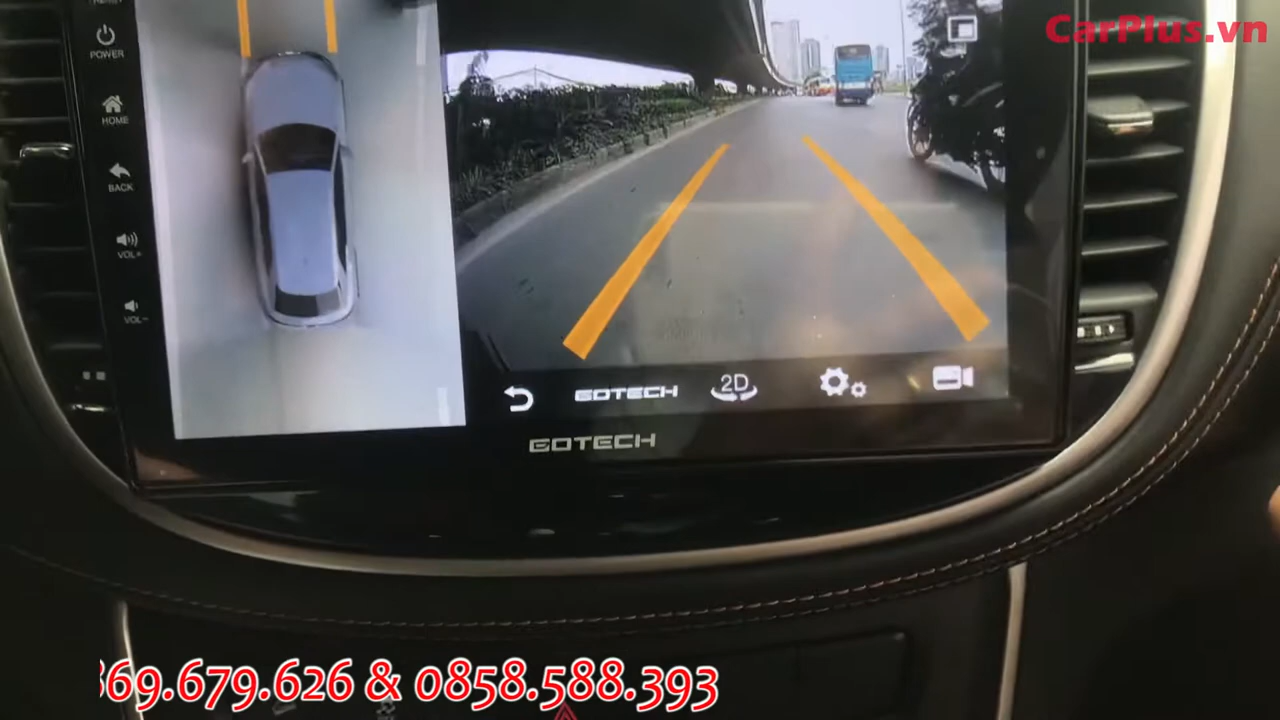 CarPlus.vn
POWER
HOME
BACK
VOL+
VOL-
GOTECH
2D
GOTECH
69.679.626 & 0858.588.393